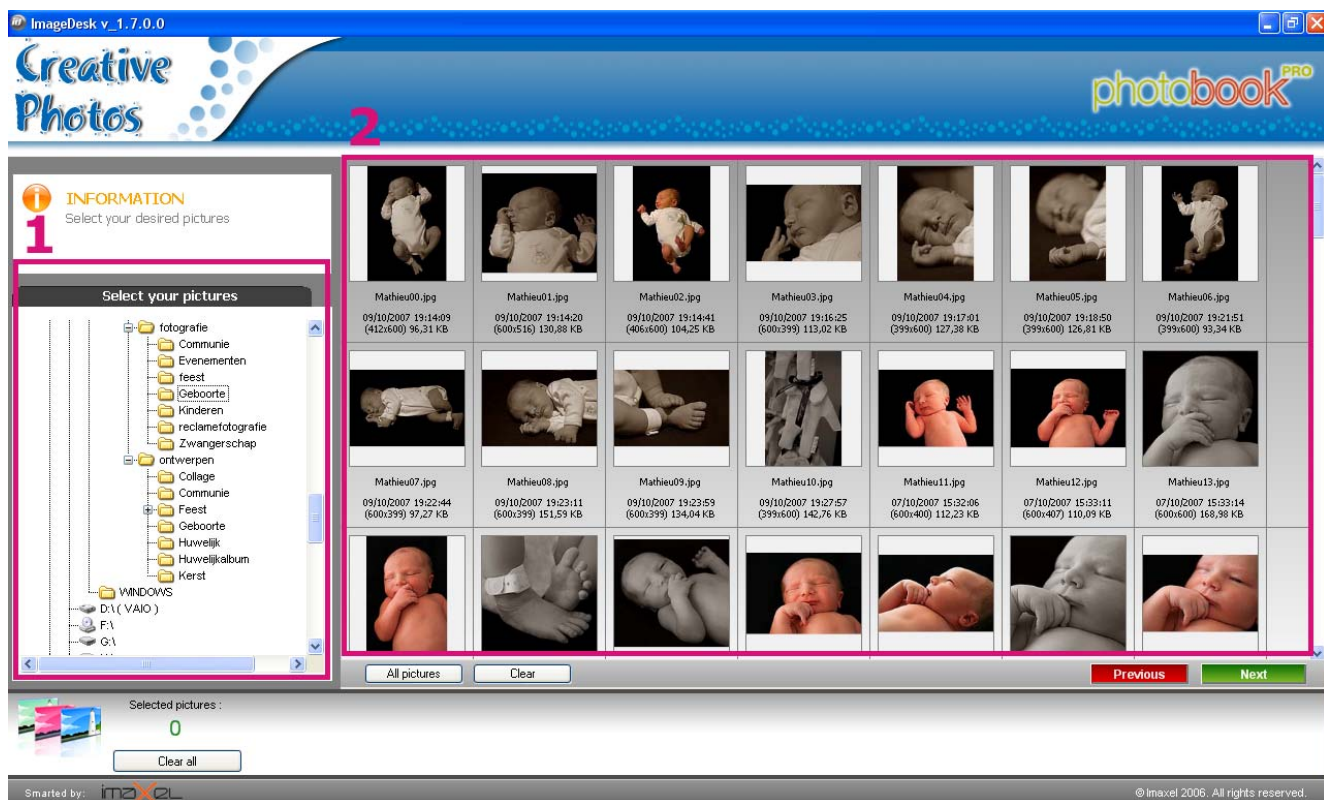 ImageDesk v_1.7.0.0
Creative
Photos
photobook PRO
2
INFORMATION
Select your desired pictures
1
Select your pictures
fotografie
Communie
Evenementen
feest
Geboorte
Kinderen
reclamefotografie
Zwangerschap
ontwerpen
Collage
Communie
Feest
Geboorte
Huwelijk
Huwelijkalbum
Kerst
WINDOWS
D:\ ( VAIO )
F:\
G:\
Mathieu00.jpg Mathieu01.jpg Mathieu02.jpg Mathieu03.jpg Mathieu04.jpg Mathieu05.jpg Mathieu06.jpg
09/10/2007 19:14:09 09/10/2007 19:14:20 09/10/2007 19:14:41 09/10/2007 19:16:25 09/10/2007 19:17:01 09/10/2007 19:18:50 09/10/2007 19:21:51
(412x600) 96,31 KB (600x516) 130,88 KB (406x600) 104,25 KB (600x399) 113,02 KB (399x600) 127,38 KB (399x600) 126,81 KB (399x600) 93,34 KB
Mathieu07.jpg Mathieu08.jpg Mathieu09.jpg Mathieu10.jpg Mathieu11.jpg Mathieu12.jpg Mathieu13.jpg
09/10/2007 19:22:44 09/10/2007 19:23:11 09/10/2007 19:23:59 09/10/2007 19:27:57 07/10/2007 15:32:06 07/10/2007 15:33:11 07/10/2007 15:33:14
(600x399) 97,27 KB (600x399) 151,59 KB (600x399) 134,04 KB (399x600) 142,76 KB (600x400) 112,23 KB (600x407) 110,09 KB (600x600) 168,98 KB
All pictures Clear Previous Next
Selected pictures :
0
Clear all
Smarted by: imaxel
© Imaxel 2006. All rights reserved.